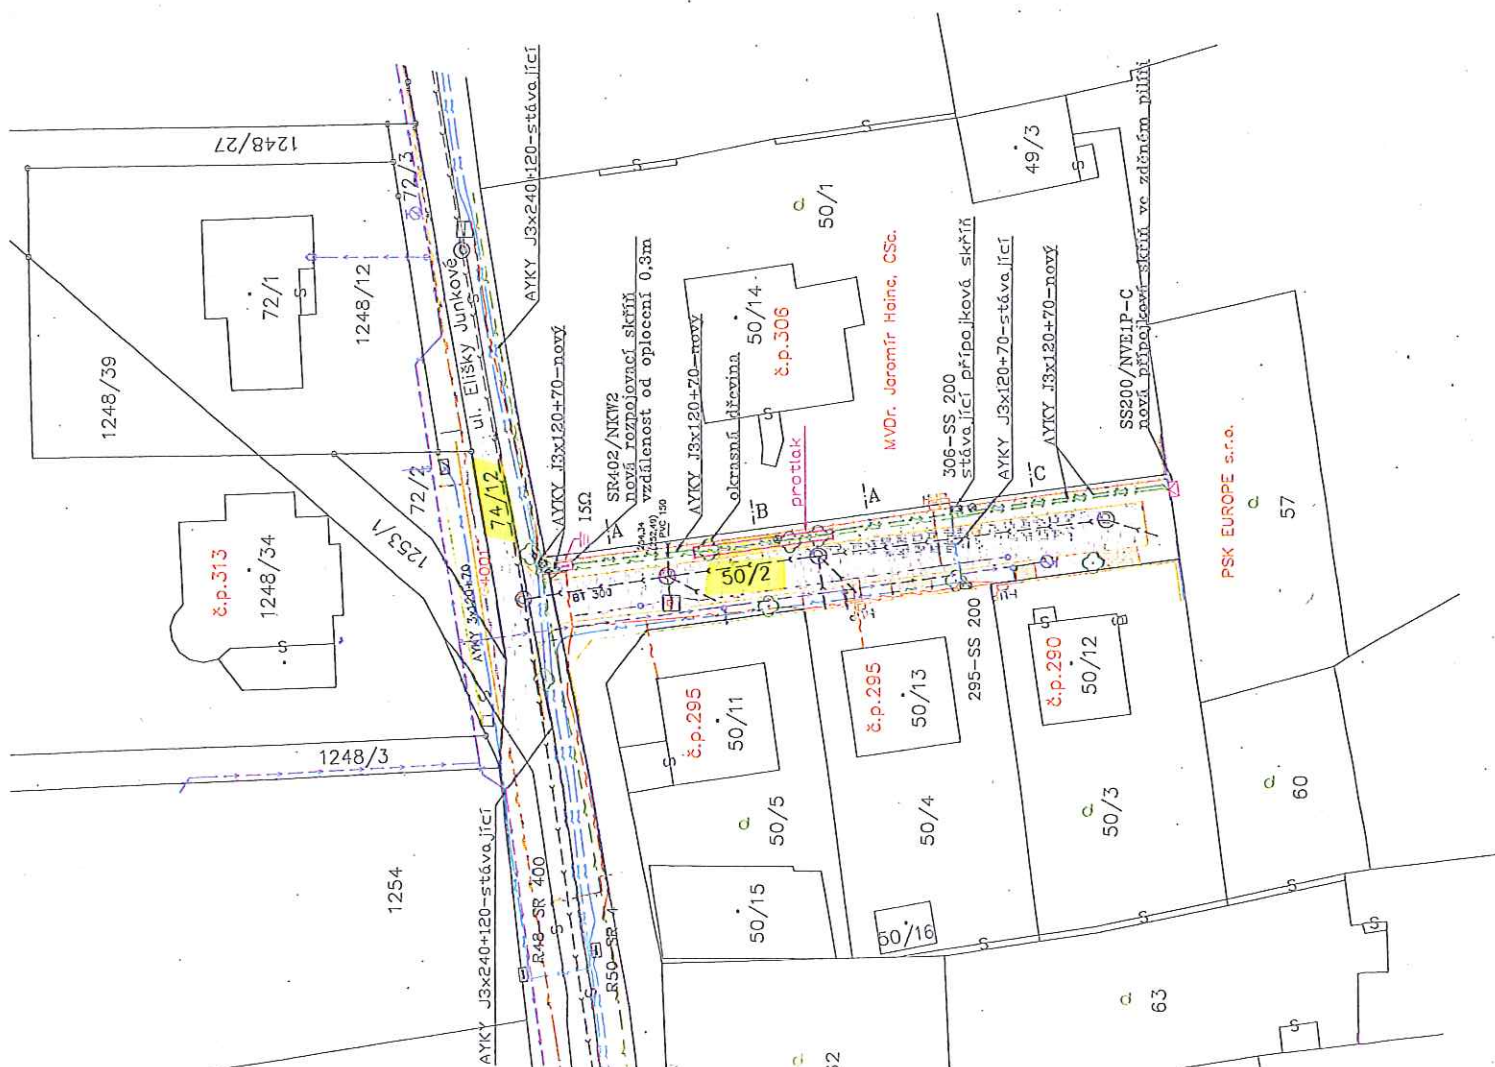 1248/27
72/3
72/1
1248/12
1248/39
AYKY J3x240+120-stávající
ul. Elišky Junkové
72/2
74/12
1253/1
č.p.313
1248/34
AYKY 3x120+70
1248/3
1254
AYKY J3x240+120-stávající
R48-SR 400
AYKY J3x120+70-nový
15Ω
SR402/NKW2
nová rozpojovací skříň
vzdálenost od oplocení 0,3m
A
PVC 150
AYKY J3x120+70-nový
okrasná dřevina
B
protlak
A
BT 300
50/2
50/14
č.p.306
50/1
MVDr. Jaromír Hainc, CSc.
49/3
306-SS 200
stávající přípojková skříň
AYKY J3x120+70-stávající
C
AYKY J3x120+70-nový
SS200/NVE1P-C
nová přípojková skříň ve zděném pilíři
PSK EUROPE s.r.o.
57
č.p.295
50/11
č.p.295
50/13
295-SS 200
č.p.290
50/12
50/5
50/4
50/3
60
50/15
50/16
63